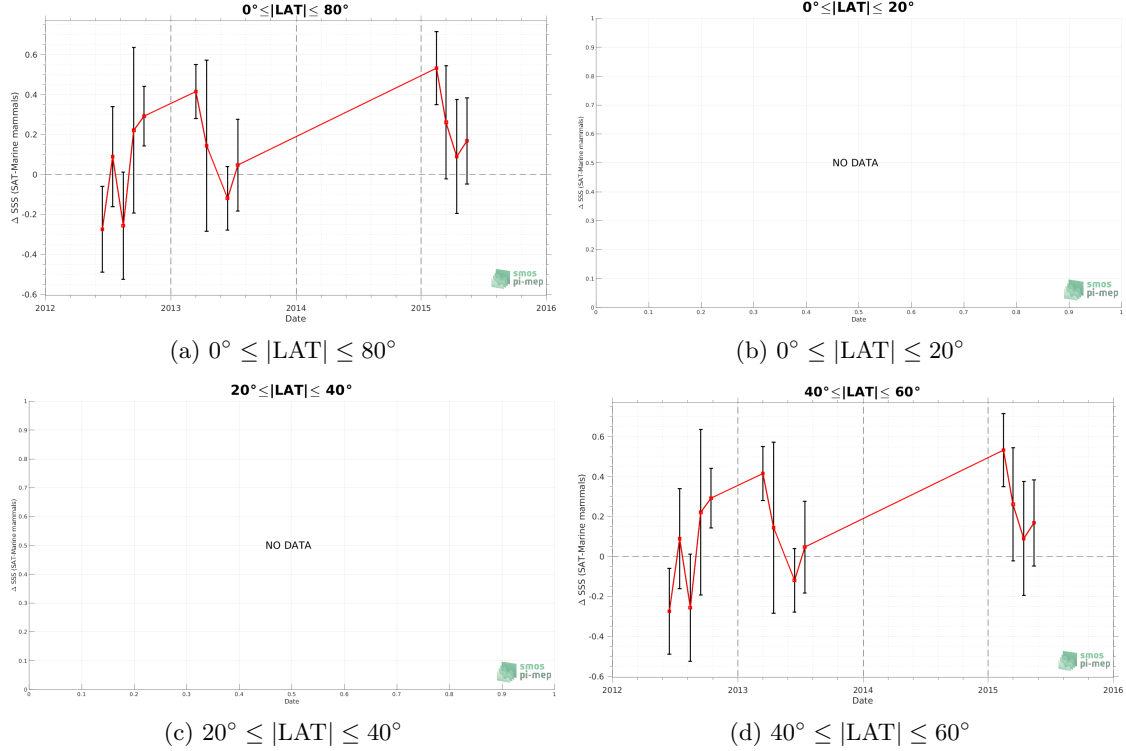 0°≤|LAT|≤ 80°
Δ SSS (SAT-Marine mammals)
0.6
0.4
0.2
0
-0.2
-0.4
-0.6
2012
2013
2014
2015
2016
Date
smos
pi-mep
(a) 0° ≤ |LAT| ≤ 80°
0°≤|LAT|≤ 20°
Δ SSS (SAT-Marine mammals)
1
0.9
0.8
0.7
0.6
0.5
0.4
0.3
0.2
0.1
0
NO DATA
0 0.1 0.2 0.3 0.4 0.5 0.6 0.7 0.8 0.9 1
Date
smos
pi-mep
(b) 0° ≤ |LAT| ≤ 20°
20°≤|LAT|≤ 40°
Δ SSS (SAT-Marine mammals)
1
0.9
0.8
0.7
0.6
0.5
0.4
0.3
0.2
0.1
0
NO DATA
0 0.1 0.2 0.3 0.4 0.5 0.6 0.7 0.8 0.9 1
Date
smos
pi-mep
(c) 20° ≤ |LAT| ≤ 40°
40°≤|LAT|≤ 60°
Δ SSS (SAT-Marine mammals)
0.6
0.4
0.2
0
-0.2
-0.4
-0.6
2012
2013
2014
2015
2016
Date
smos
pi-mep
(d) 40° ≤ |LAT| ≤ 60°